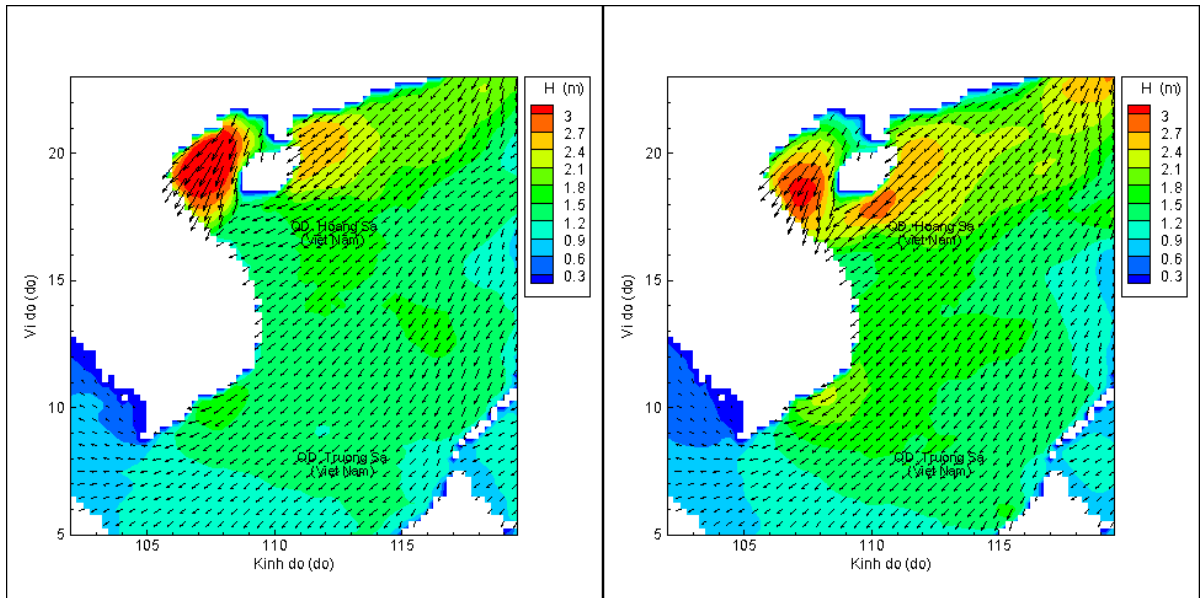 H (m)
3
2.7
2.4
2.1
1.8
1.5
1.2
0.9
0.6
0.3
20
15
10
5
Vi do (do)
QD. Hoang Sa
(Viet Nam)
QD. Truong Sa
(Viet Nam)
105
110
115
Kinh do (do)
H (m)
3
2.7
2.4
2.1
1.8
1.5
1.2
0.9
0.6
0.3
20
15
10
5
Vi do (do)
QD. Hoang Sa
(Viet Nam)
QD. Truong Sa
(Viet Nam)
105
110
115
Kinh do (do)